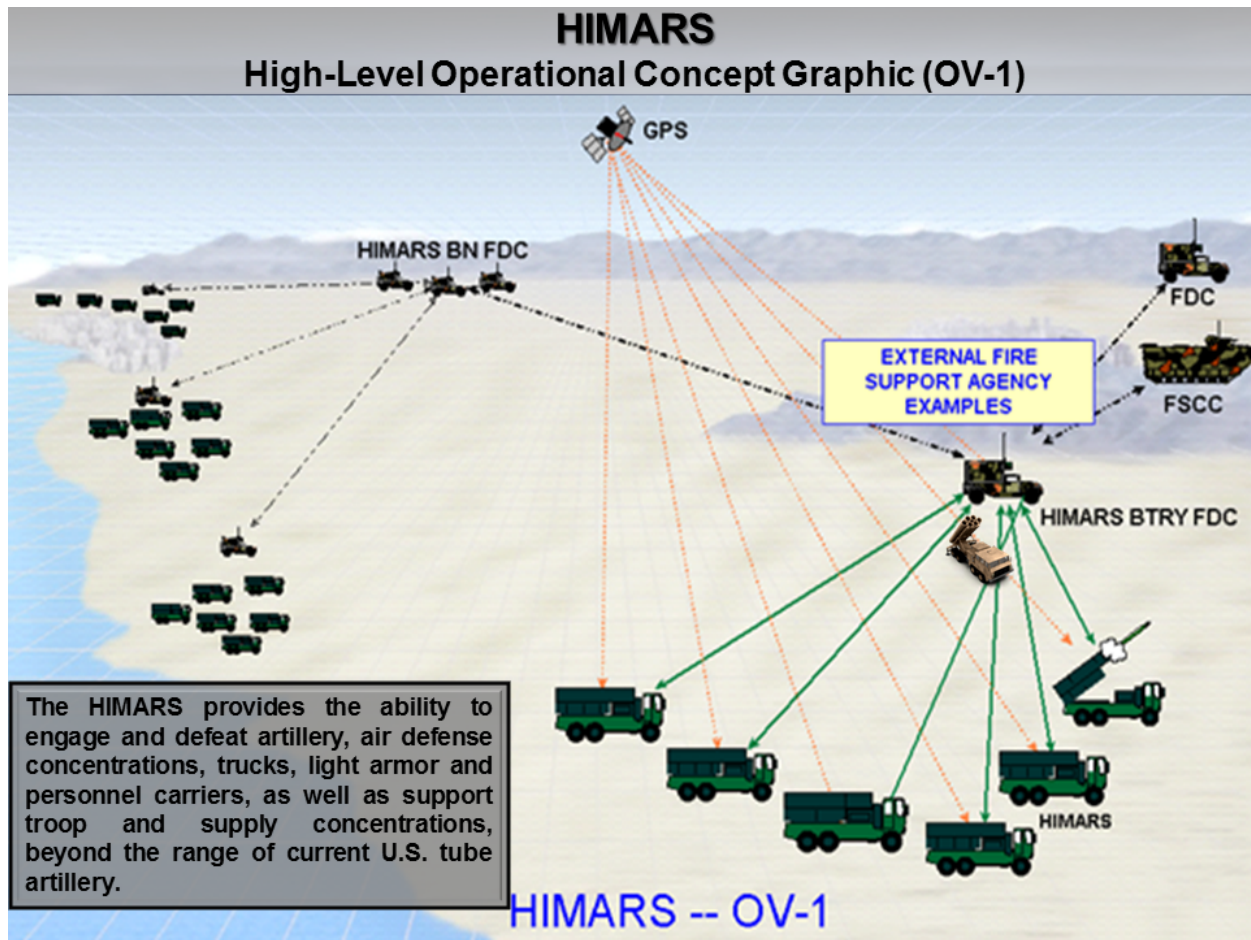 HIMARS
High-Level Operational Concept Graphic (OV-1)
GPS
HIMARS BN FDC
FDC
EXTERNAL FIRE
SUPPORT AGENCY
EXAMPLES
FSCC
HIMARS BTRY FDC
The HIMARS provides the ability to
engage and defeat artillery, air defense
concentrations, trucks, light armor and
personnel carriers, as well as support
troop and supply concentrations,
beyond the range of current U.S. tube
artillery.
HIMARS
HIMARS -- OV-1